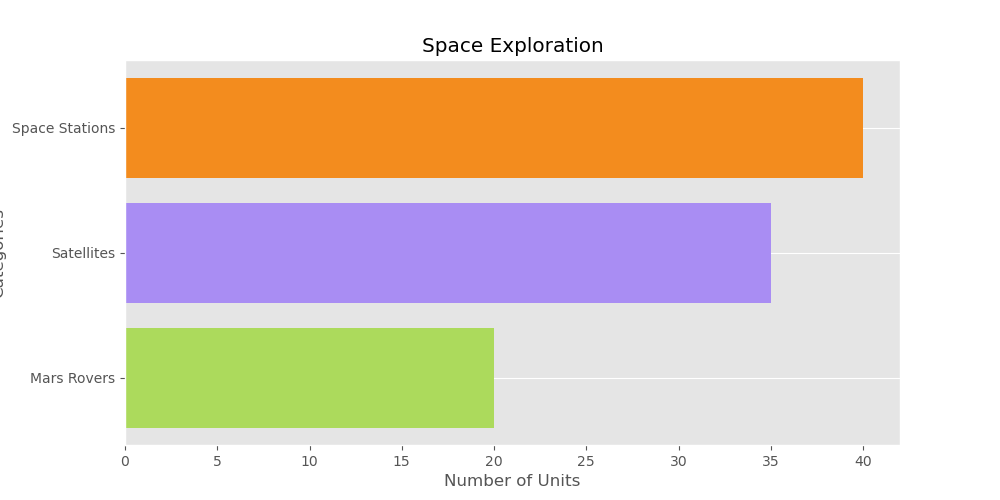 Space Exploration
Space Stations
Satellites
Mars Rovers
Categories
0 5 10 15 20 25 30 35 40
Number of Units